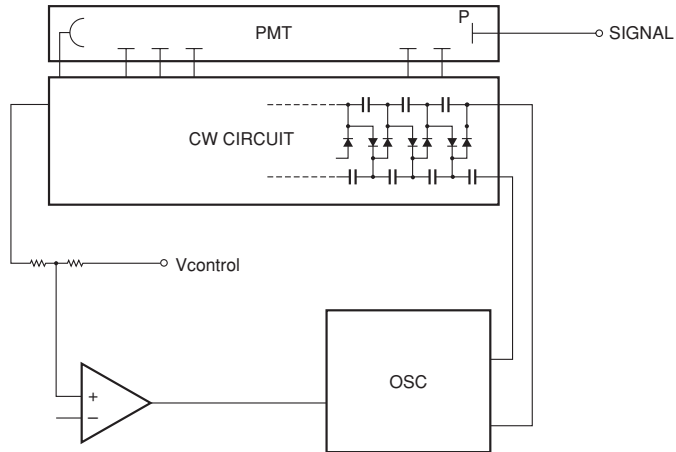 PMT
P
SIGNAL
CW CIRCUIT
Vcontrol
+
−
OSC